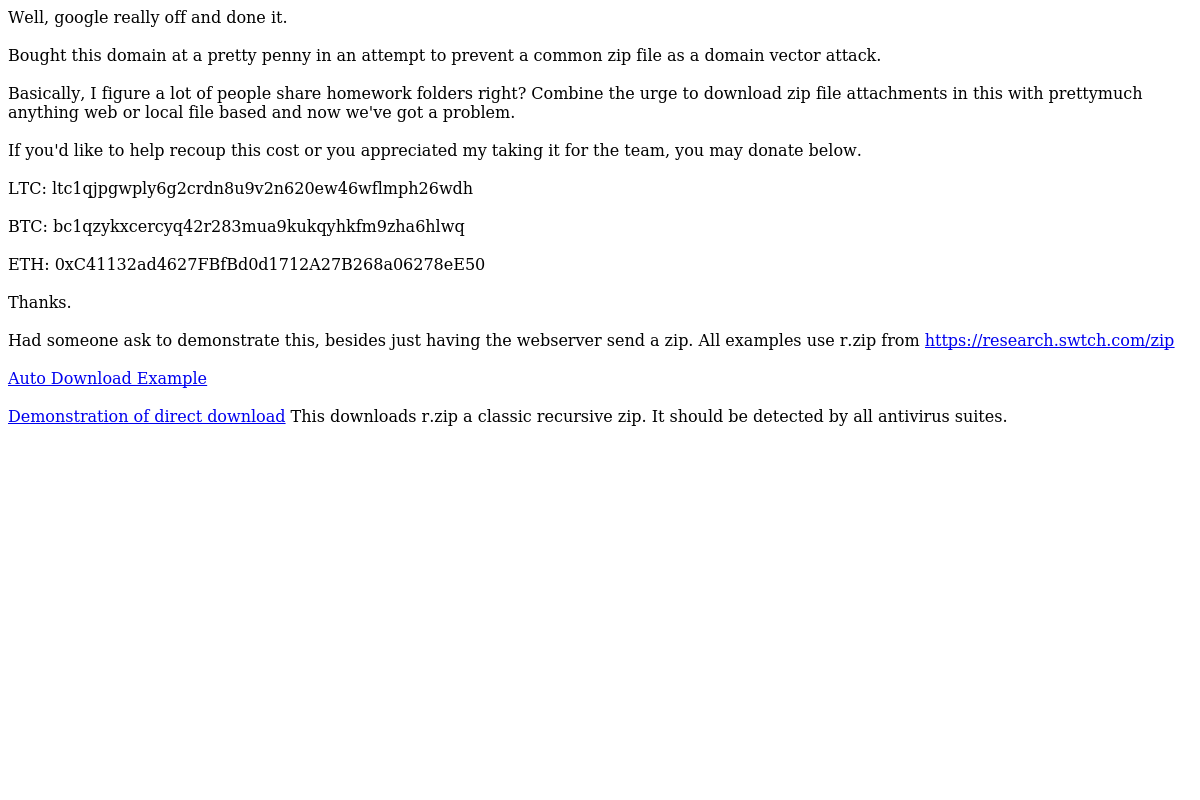 Well, google really off and done it.
Bought this domain at a pretty penny in an attempt to prevent a common zip file as a domain vector attack.
Basically, I figure a lot of people share homework folders right? Combine the urge to download zip file attachments in this with prettymuch
anything web or local file based and now we've got a problem.
If you'd like to help recoup this cost or you appreciated my taking it for the team, you may donate below.
LTC: ltc1qjpgwply6g2crdn8u9v2n620ew46wflmph26wdh
BTC: bc1qzykxcercyq42r283mua9kukqyhkfm9zha6hlwq
ETH: 0xC41132ad4627FBfBd0d1712A27B268a06278eE50
Thanks.
Had someone ask to demonstrate this, besides just having the webserver send a zip. All examples use r.zip from https://research.swtch.com/zip
Auto Download Example
Demonstration of direct download This downloads r.zip a classic recursive zip. It should be detected by all antivirus suites.